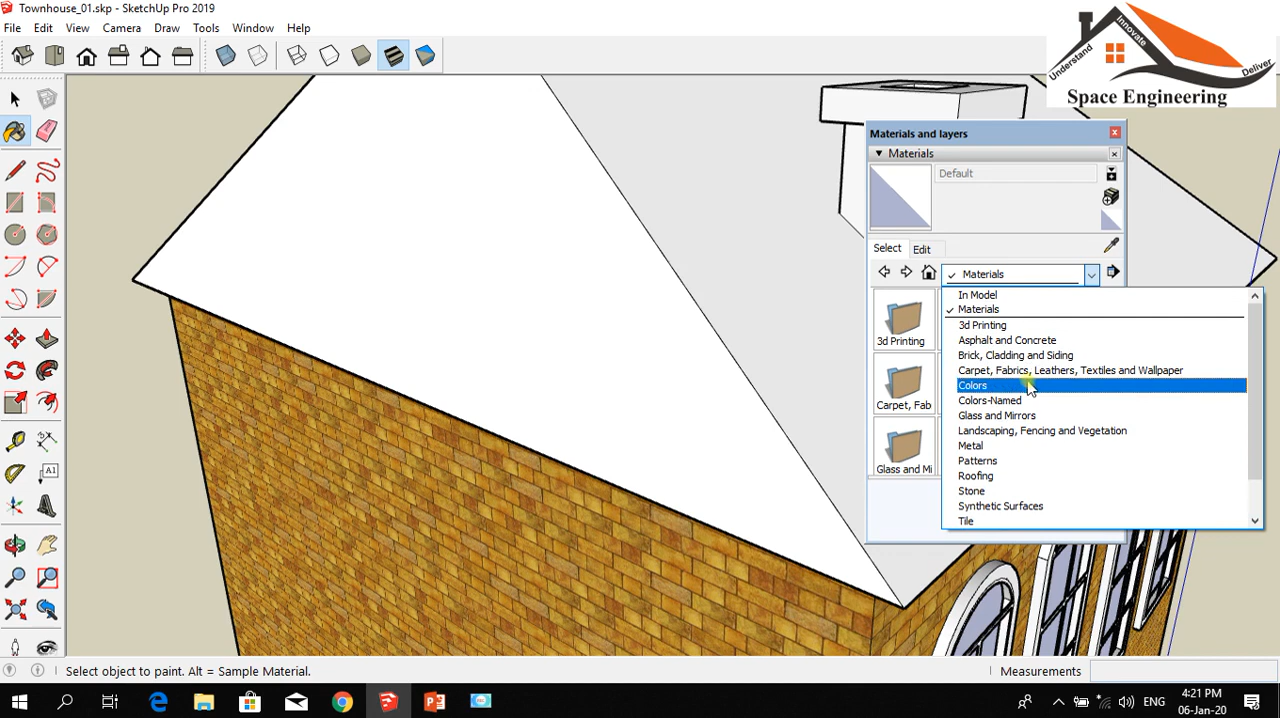 Townhouse_01.skp - SketchUp Pro 2019
File Edit View Camera Draw Tools Window Help
Understand
Innovate
Deliver
Space Engineering
Materials and layers
Materials
Default
Select Edit
Materials
3d Printing
Carpet, Fab
Glass and Mi
In Model
Materials
3d Printing
Asphalt and Concrete
Brick, Cladding and Siding
Carpet, Fabrics, Leathers, Textiles and Wallpaper
Colors
Colors-Named
Glass and Mirrors
Landscaping, Fencing and Vegetation
Metal
Patterns
Roofing
Stone
Synthetic Surfaces
Tile
A1
Select object to paint. Alt = Sample Material.
Measurements
ENG
4:21 PM
06-Jan-20